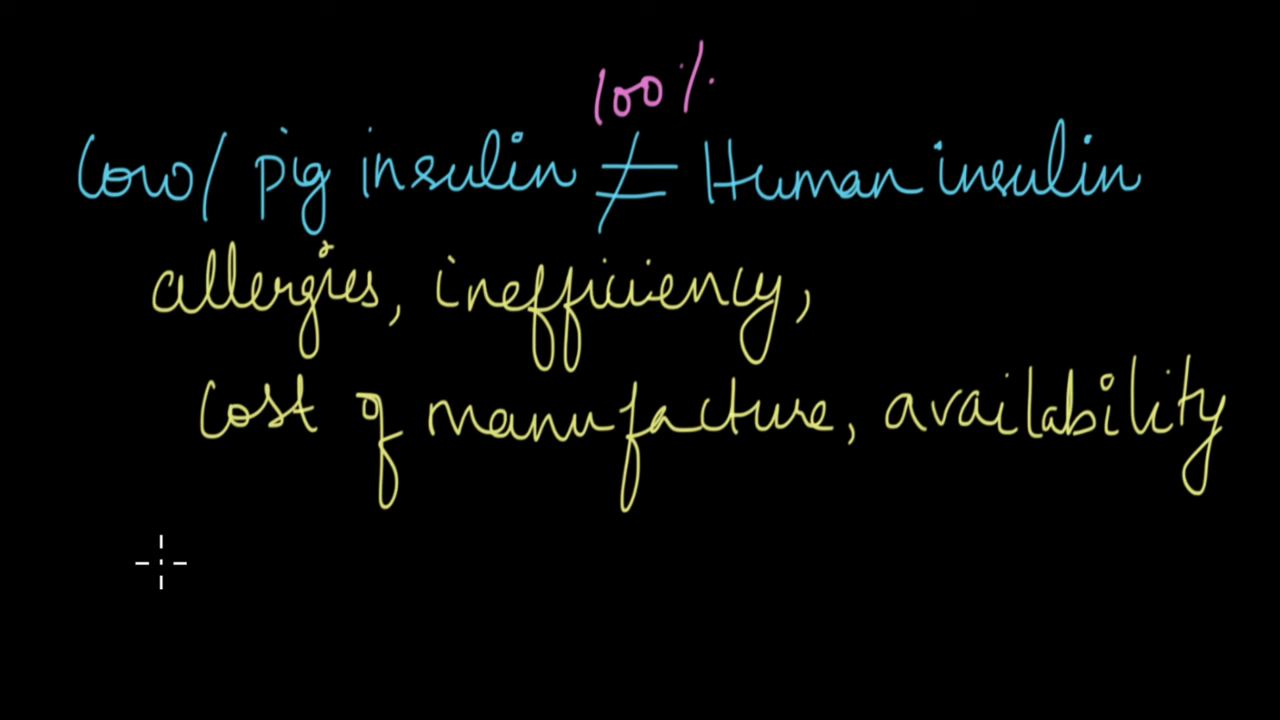 100%
Cow/ pig insulin ≠ Human insulin
allergies, inefficiency,
Cost of manufacture, availability